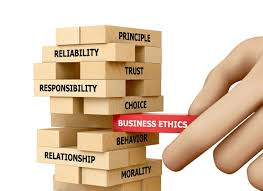 PRINCIPLE
RELIABILITY
TRUST
RESPONSIBILITY
CHOICE
BUSINESS ETHICS
BEHAVIOR
RELATIONSHIP
MORALITY